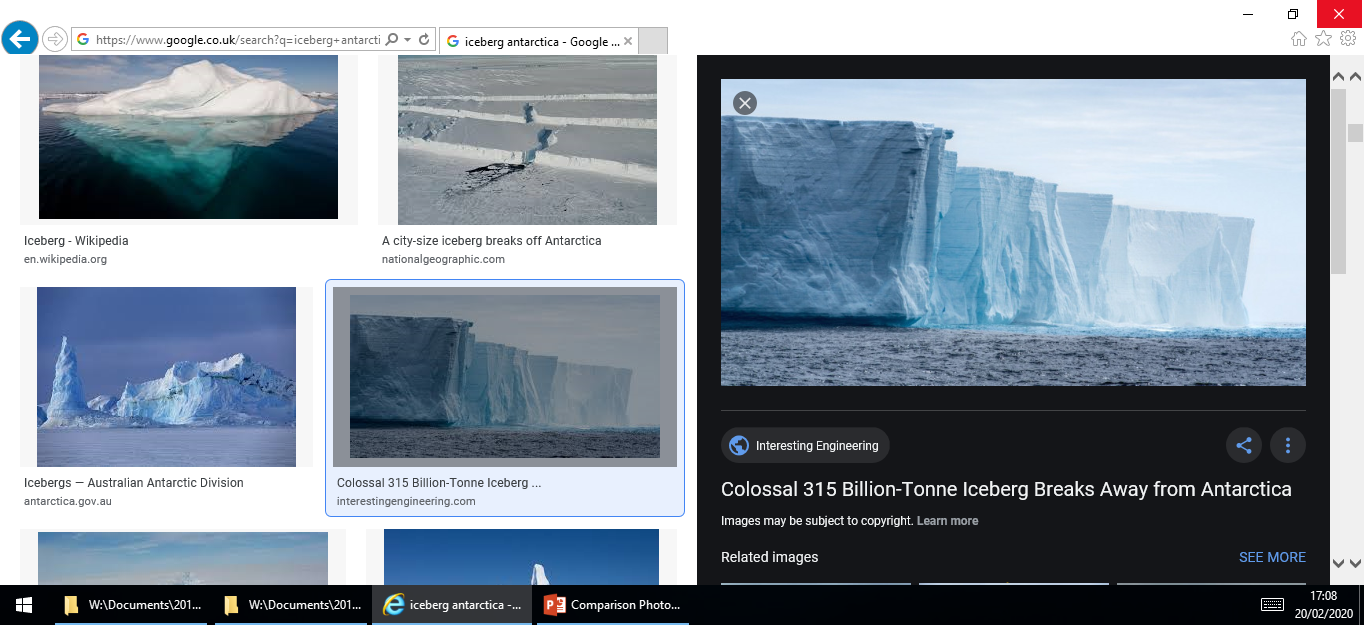 https://www.google.co.uk/search?q=iceberg+antarcti
iceberg antarctica - Google ...
Iceberg - Wikipedia
en.wikipedia.org
A city-size iceberg breaks off Antarctica
nationalgeographic.com
Icebergs — Australian Antarctic Division
antarctica.gov.au
Colossal 315 Billion-Tonne Iceberg ...
interestingengineering.com
Interesting Engineering
Colossal 315 Billion-Tonne Iceberg Breaks Away from Antarctica
Images may be subject to copyright. Learn more
Related images
SEE MORE
W:\Documents\201...
W:\Documents\201...
iceberg antarctica -...
Comparison Photo...
17:08
20/02/2020